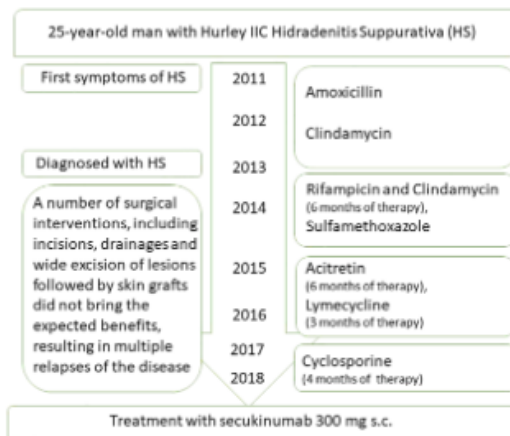 25-year-old man with Hurley IIC Hidradenitis Suppurativa (HS)
First symptoms of HS
2011
Amoxicillin
2012
Clindamycin
Diagnosed with HS
2013
A number of surgical
interventions, including
incisions, drainages and
wide excision of lesions
followed by skin grafts
did not bring the
expected benefits,
resulting in multiple
relapses of the disease
2014
Rifampicin and Clindamycin
(6 months of therapy),
Sulfamethoxazole
2015
Acitretin
(6 months of therapy),
2016
Lymecycline
(3 months of therapy)
2017
2018
Cyclosporine
(4 months of therapy)
Treatment with secukinumab 300 mg s.c.